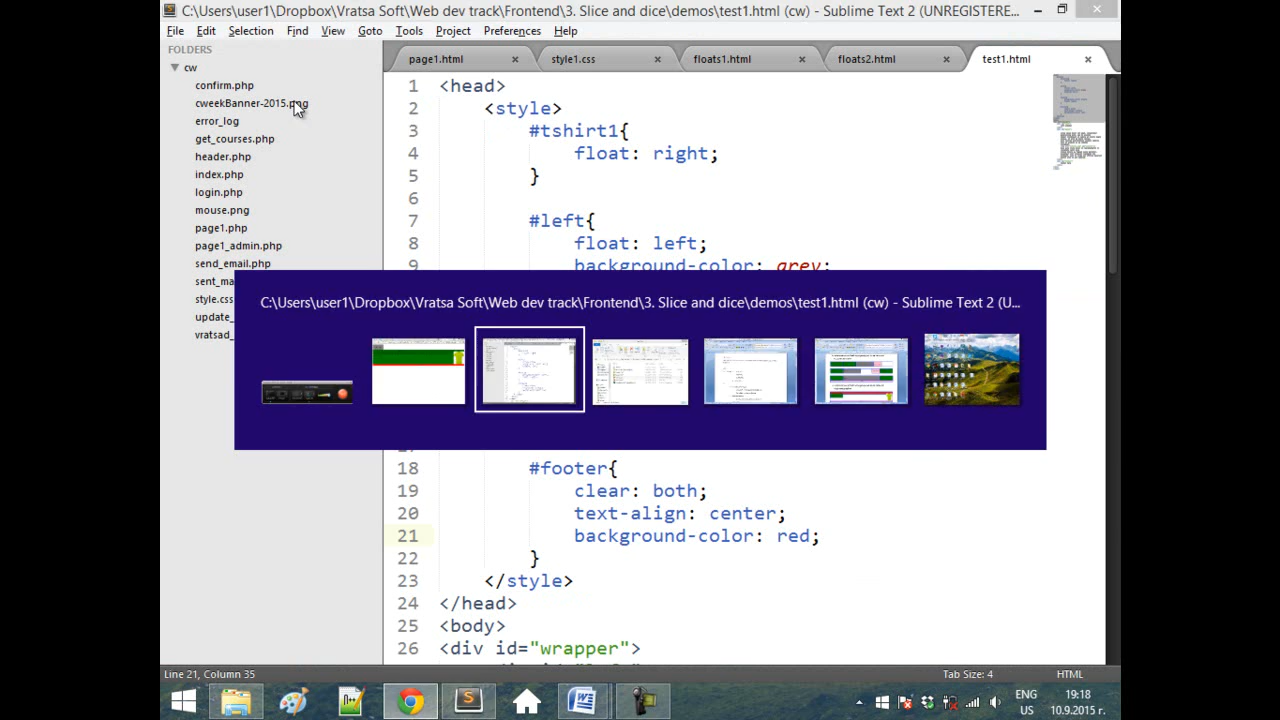 C:\Users\user1\Dropbox\Vratsa Soft\Web dev track\Frontend\3. Slice and dice\demos\test1.html (cw) - Sublime Text 2 (UNREGISTERE...
File Edit Selection Find View Goto Tools Project Preferences Help
FOLDERS
cw
confirm.php
cweekBanner-2015.png
error_log
get_courses.php
header.php
index.php
login.php
mouse.png
page1.php
page1_admin.php
send_email.php
sent_ma
style.css
update_
vratsad_
page1.html style1.css floats1.html floats2.html test1.html
1 <head>
2 <style>
3 #tshirt1{
4 float: right;
5 }
6
7 #left{
8 float: left;
9 background-color: grey;
C:\Users\user1\Dropbox\Vratsa Soft\Web dev track\Frontend\3. Slice and dice\demos\test1.html (cw) - Sublime Text 2 (U...
18 #footer{
19 clear: both;
20 text-align: center;
21 background-color: red;
22 }
23 </style>
24 </head>
25 <body>
26 <div id="wrapper">
Line 21, Column 35 Tab Size: 4 HTML
ENG 19:18
US 10.9.2015 г.